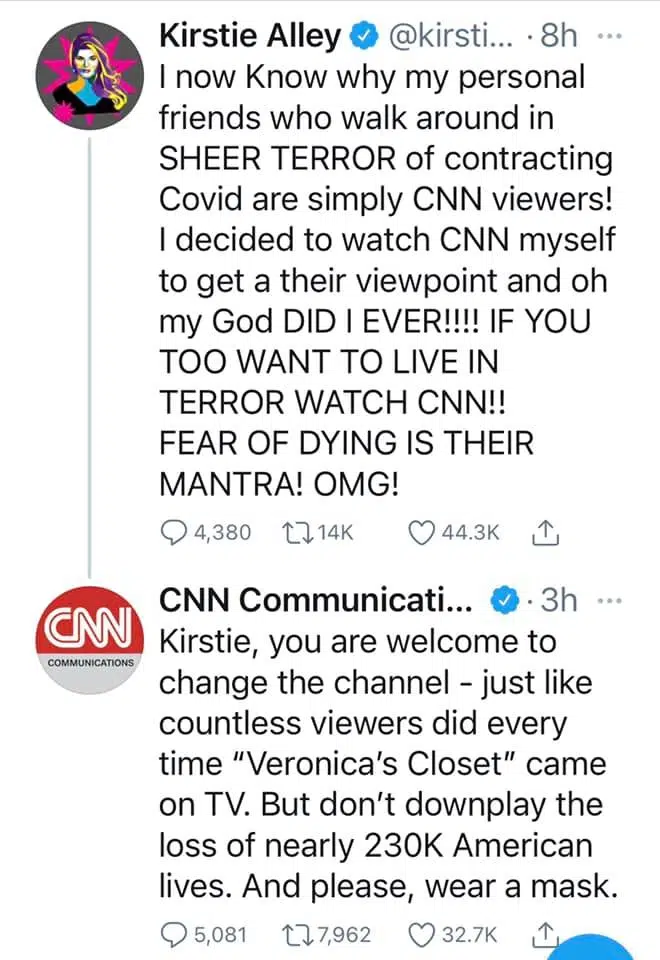 Kirstie Alley @kirsti... · 8h ...
I now Know why my personal
friends who walk around in
SHEER TERROR of contracting
Covid are simply CNN viewers!
I decided to watch CNN myself
to get a their viewpoint and oh
my God DID I EVER!!!! IF YOU
TOO WANT TO LIVE IN
TERROR WATCH CNN!!
FEAR OF DYING IS THEIR
MANTRA! OMG!
4,380 14K 44.3K
CNN Communicati... · 3h ...
CNN
COMMUNICATIONS
Kirstie, you are welcome to
change the channel - just like
countless viewers did every
time “Veronica’s Closet” came
on TV. But don’t downplay the
loss of nearly 230K American
lives. And please, wear a mask.
5,081 7,962 32.7K